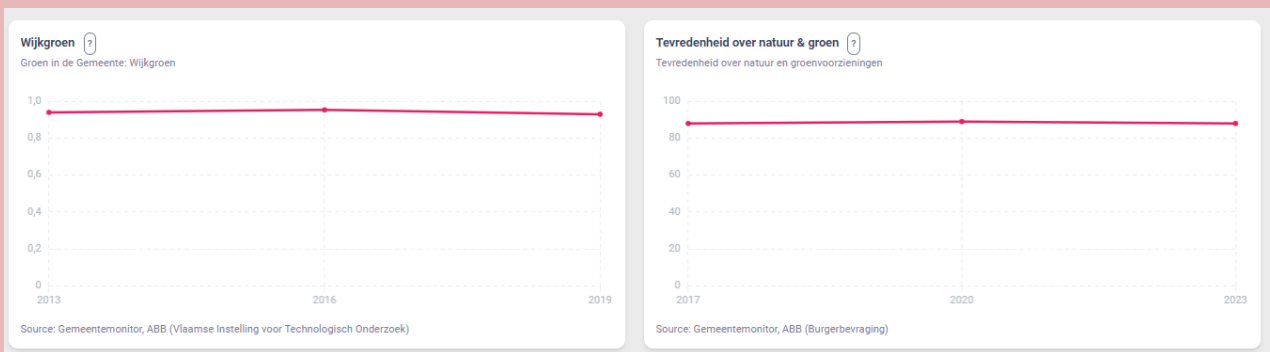 Wijkgroen ?
Groen in de Gemeente: Wijkgroen
1,0
0,8
0,6
0,4
0,2
0
2013 2016 2019
Source: Gemeentemonitor, ABB (Vlaamse Instelling voor Technologisch Onderzoek)
Tevredenheid over natuur & groen ?
Tevredenheid over natuur en groenvoorzieningen
100
80
60
40
20
0
2017 2020 2023
Source: Gemeentemonitor, ABB (Burgerbevraging)